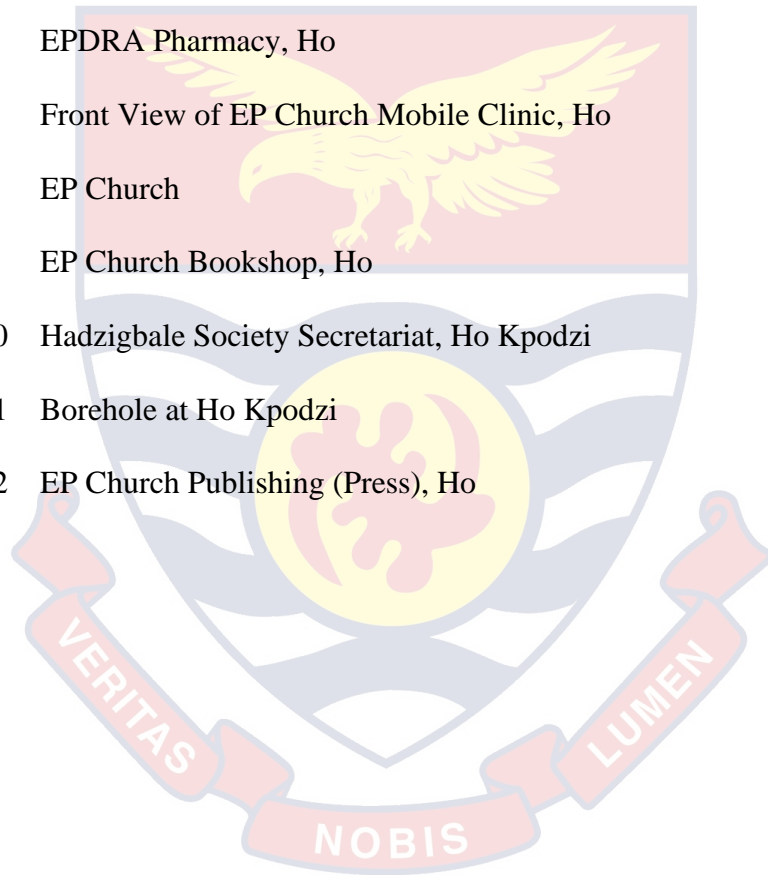 EPDRA Pharmacy, Ho
Front View of EP Church Mobile Clinic, Ho
EP Church
EP Church Bookshop, Ho
0 Hadzigbale Society Secretariat, Ho Kpodzi
1 Borehole at Ho Kpodzi
2 EP Church Publishing (Press), Ho
VERITAS
NOBIS
LUMEN